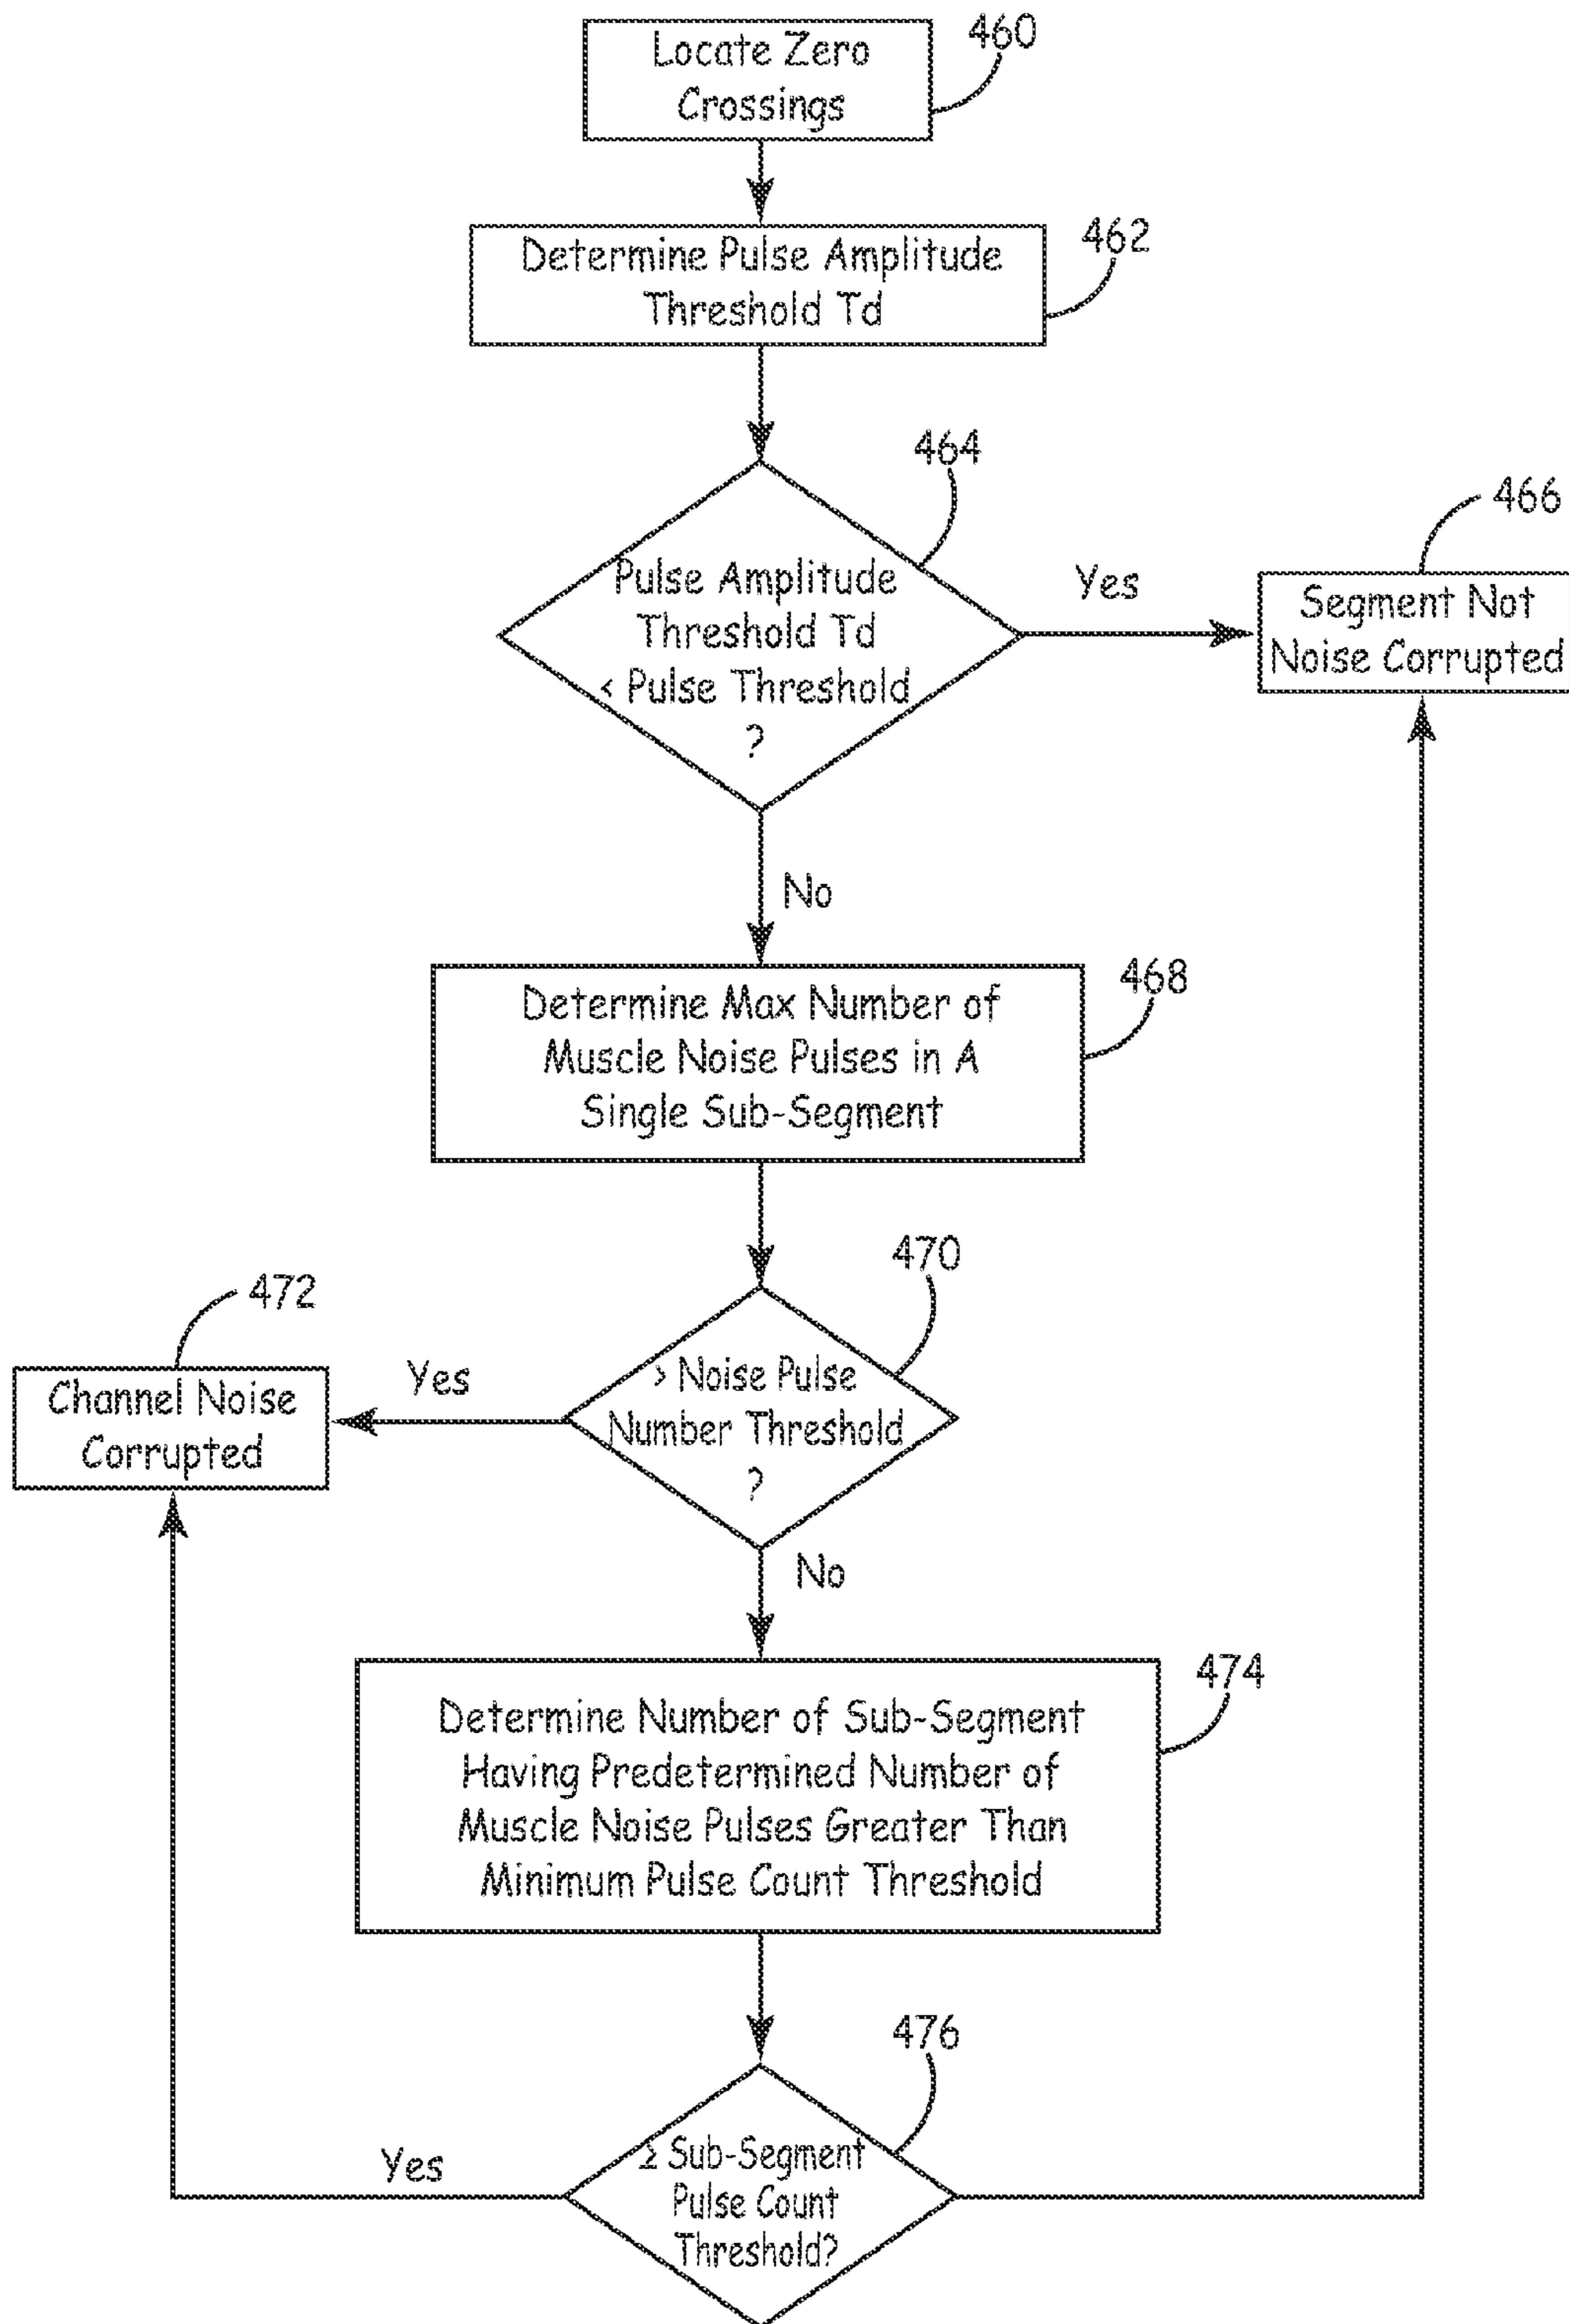 Locate Zero
Crossings
460
Determine Pulse Amplitude
Threshold Td
462
464
Pulse Amplitude
Threshold Td
< Pulse Threshold
?
Yes
466
Segment Not
Noise Corrupted
No
Determine Max Number of
Muscle Noise Pulses in A
Single Sub-Segment
468
470
472
> Noise Pulse
Number Threshold
?
Yes
Channel Noise
Corrupted
No
474
Determine Number of Sub-Segment
Having Predetermined Number of
Muscle Noise Pulses Greater Than
Minimum Pulse Count Threshold
476
≥ Sub-Segment
Pulse Count
Threshold?
Yes